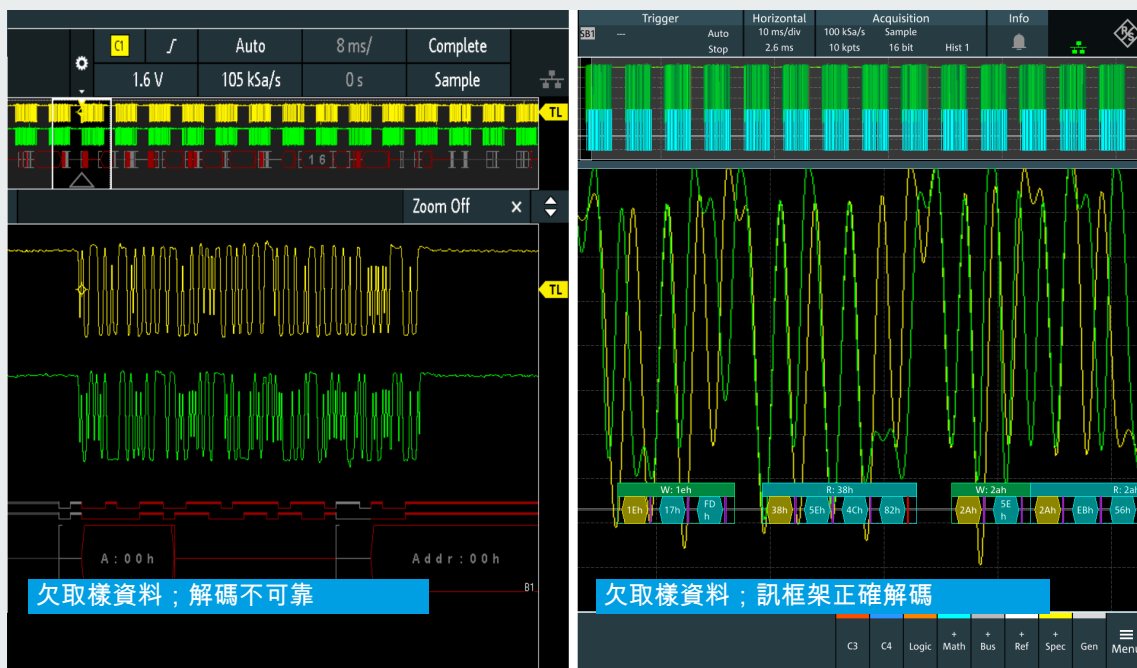 C1 Auto 8 ms/ Complete
1.6 V 105 kSa/s 0 s Sample
TL
16
Zoom Off ×
TL
A:00h
Addr:00h
B1
欠取樣資料；解碼不可靠
Trigger Horizontal Acquisition Info
SB1 --- Auto 10 ms/div 100 kSa/s Sample
Stop 2.6 ms 10 kpts 16 bit Hist 1
R&S
W: 1eh R: 38h W: 2ah R: 2a
1Eh 17h FDh 38h 5Eh 4Ch 82h 2Ah 5Eh 2Ah EBh 56h
欠取樣資料；訊框架正確解碼
C3 C4 Logic + Math + Bus + Ref + Spec Gen Menu